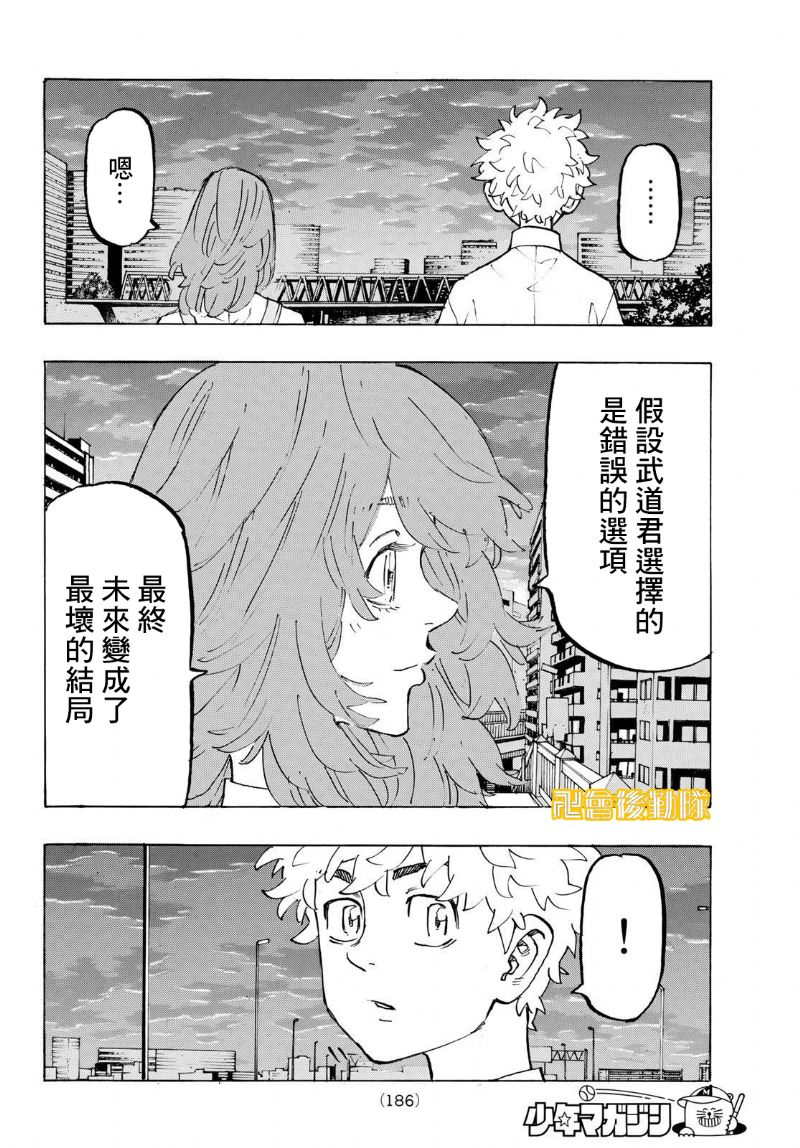 ……
嗯…
假設武道君選擇的
是錯誤的選項
最終
未來變成了
最壞的結局
卍會後勤隊
！
(186)
少年マガジン